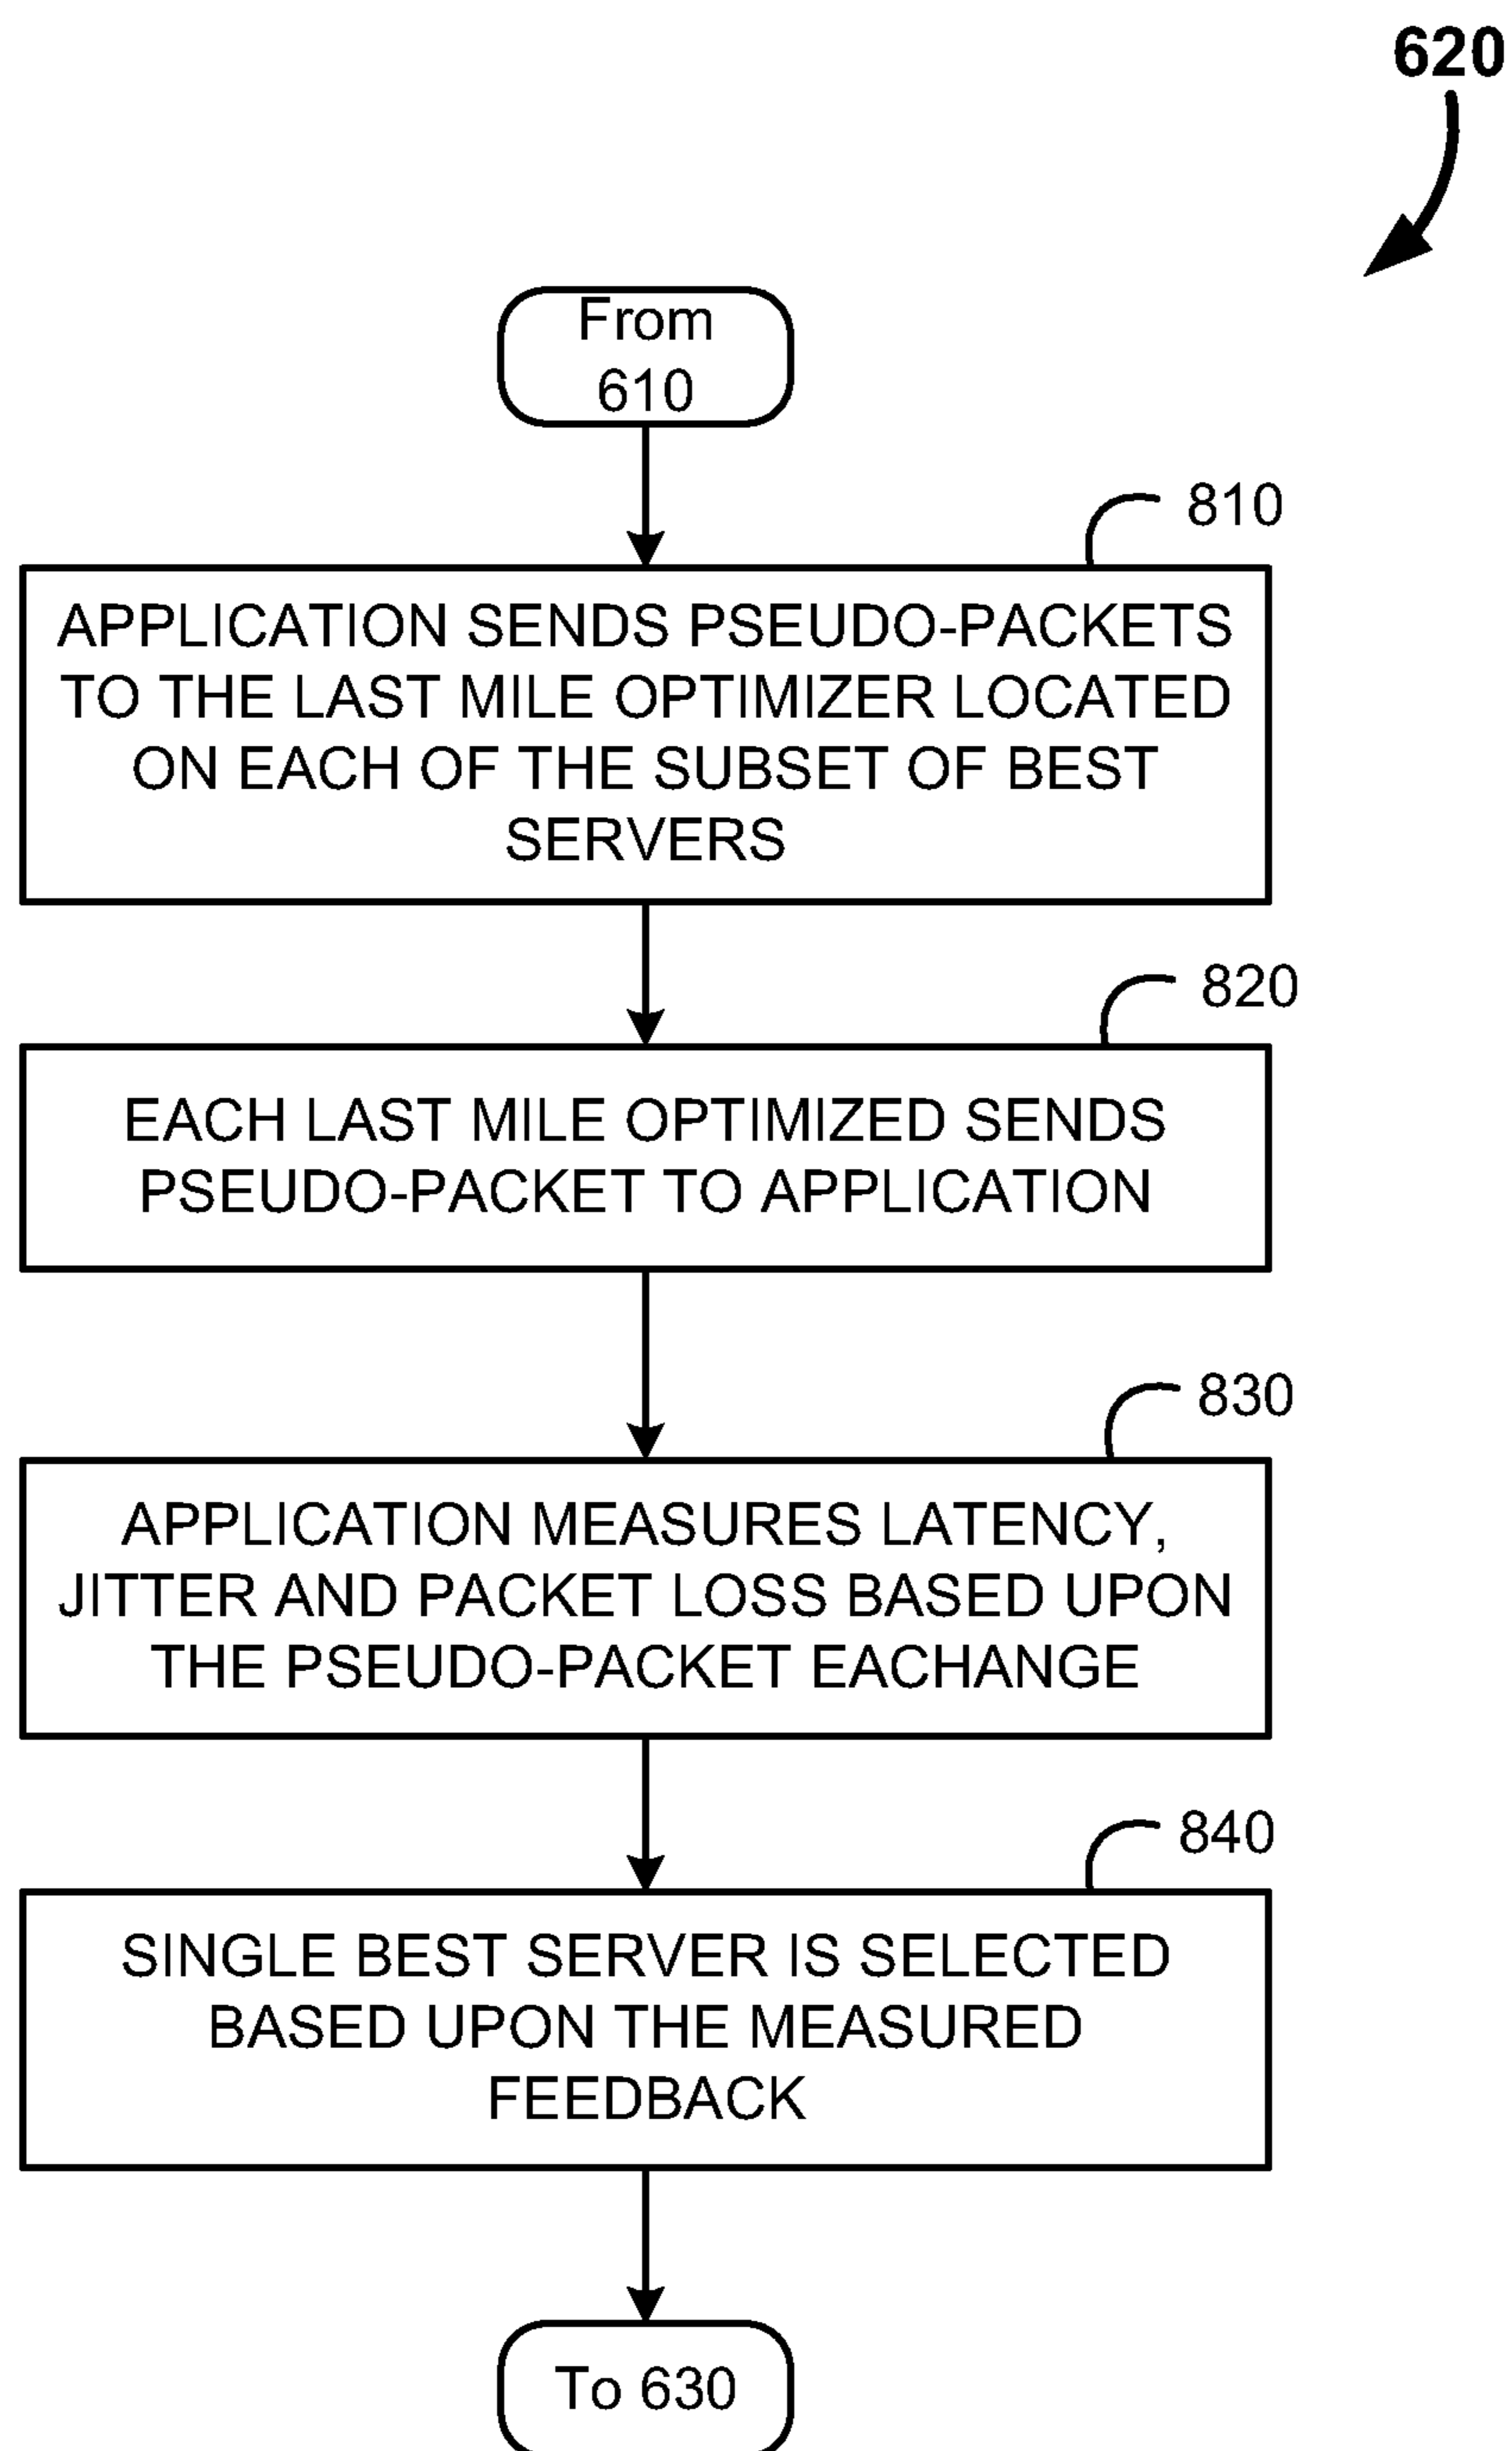 620
From
610
810
APPLICATION SENDS PSEUDO-PACKETS
TO THE LAST MILE OPTIMIZER LOCATED
ON EACH OF THE SUBSET OF BEST
SERVERS
820
EACH LAST MILE OPTIMIZED SENDS
PSEUDO-PACKET TO APPLICATION
830
APPLICATION MEASURES LATENCY,
JITTER AND PACKET LOSS BASED UPON
THE PSEUDO-PACKET EACHANGE
840
SINGLE BEST SERVER IS SELECTED
BASED UPON THE MEASURED
FEEDBACK
To 630